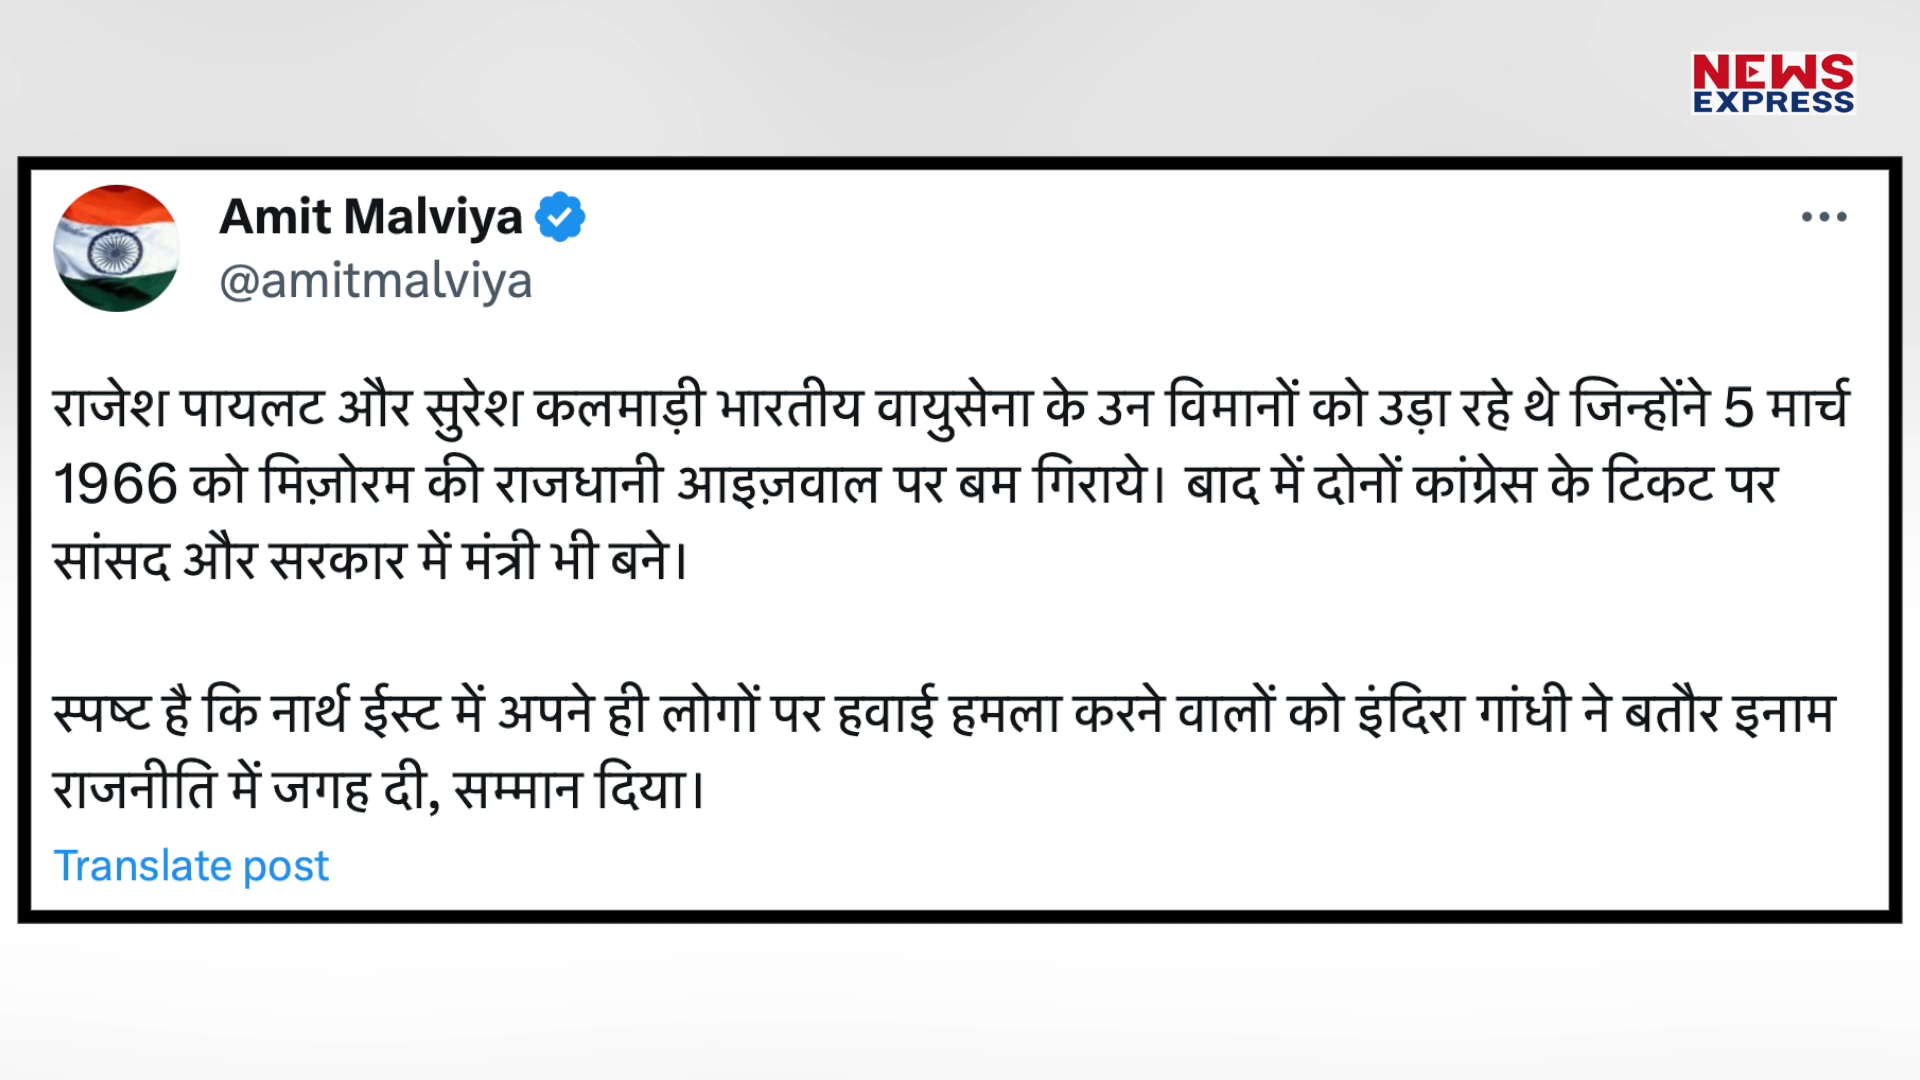 NEWS
EXPRESS
Amit Malviya
@amitmalviya
राजेश पायलट और सुरेश कलमाड़ी भारतीय वायुसेना के उन विमानों को उड़ा रहे थे जिन्होंने 5 मार्च
1966 को मिज़ोरम की राजधानी आइज़वाल पर बम गिराये। बाद में दोनों कांग्रेस के टिकट पर
सांसद और सरकार में मंत्री भी बने।
स्पष्ट है कि नार्थ ईस्ट में अपने ही लोगों पर हवाई हमला करने वालों को इंदिरा गांधी ने बतौर इनाम
राजनीति में जगह दी, सम्मान दिया।
Translate post